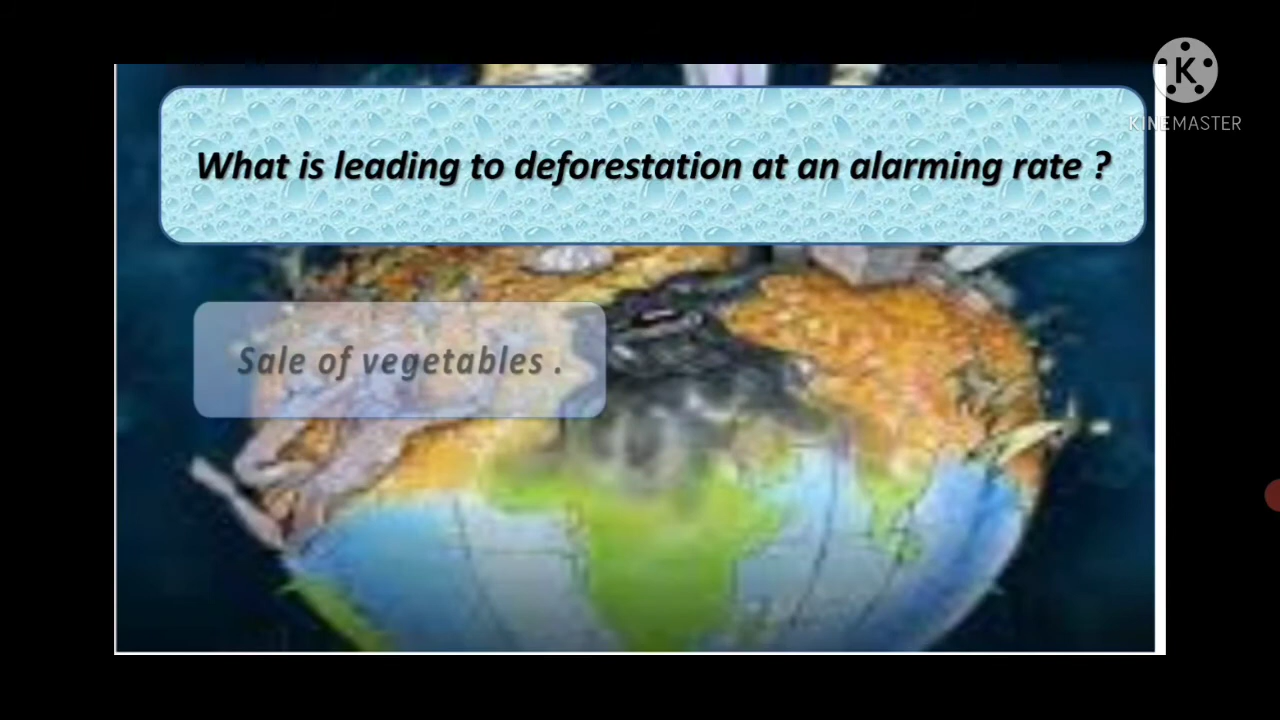 KINEMASTER
What is leading to deforestation at an alarming rate ?
Sale of vegetables .